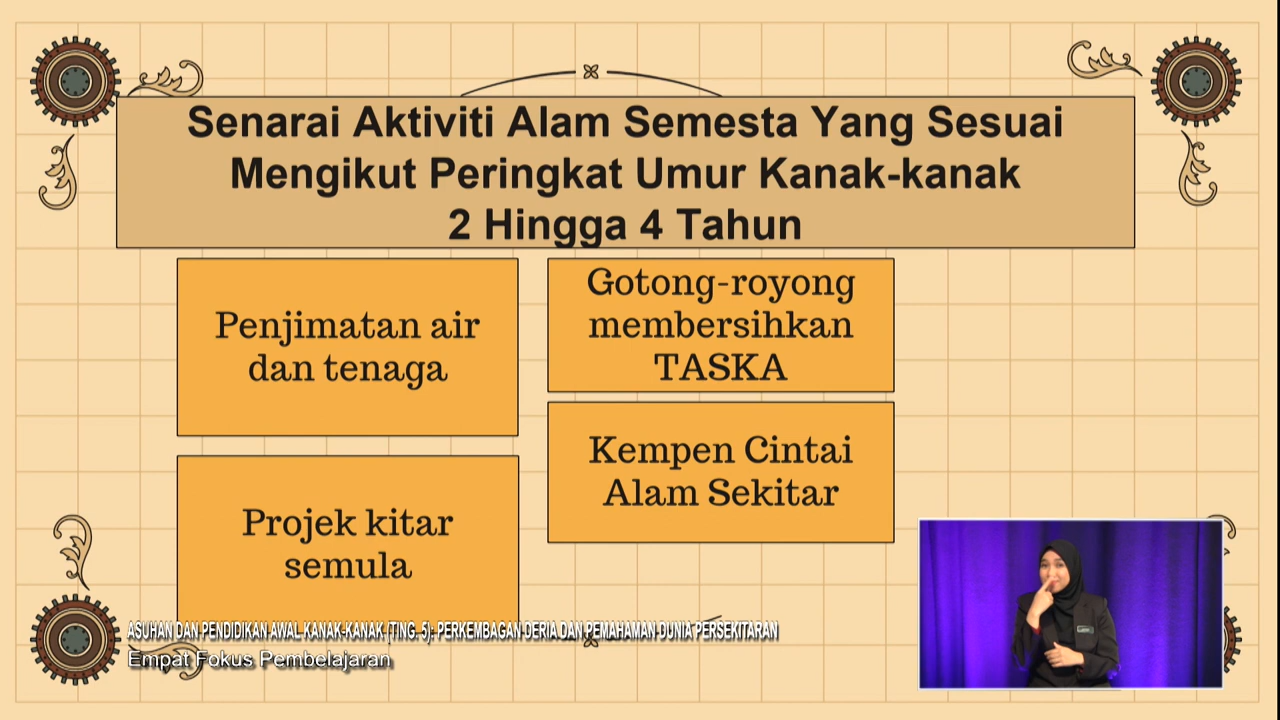 Senarai Aktiviti Alam Semesta Yang Sesuai
Mengikut Peringkat Umur Kanak-kanak
2 Hingga 4 Tahun
Penjimatan air
dan tenaga
Projek kitar
semula
Gotong-royong
membersihkan
TASKA
Kempen Cintai
Alam Sekitar
ASUHAN DAN PENDIDIKAN AWAL KANAK-KANAK (TING. 5): PERKEMBAGAN DERIA DAN PEMAHAMAN DUNIA PERSEKITARAN
Empat Fokus Pembelajaran